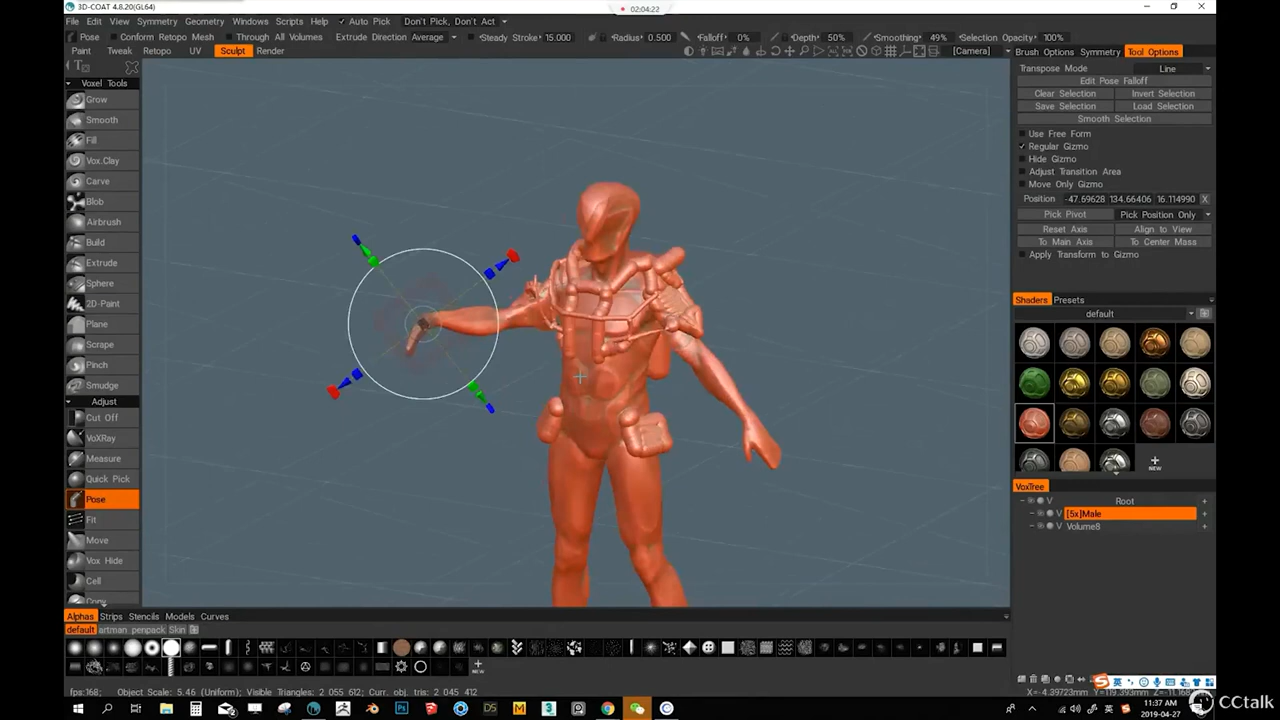 3D-COAT 4.8.20(GL64)
02:04:22
File Edit View Symmetry Geometry Windows Scripts Help Auto Pick Don't Pick, Don't Act
Pose Conform Retopo Mesh Through All Volumes Extrude Direction Average Steady Stroke: 15.000 Radius: 0.500 Falloff: 0% Depth: 50% Smoothing: 49% Selection Opacity: 100%
Paint Tweak Retopo UV Sculpt Render [Camera] Brush Options Symmetry Tool Options
Voxel Tools
Grow
Smooth
Fill
Vox.Clay
Carve
Blob
Airbrush
Build
Extrude
Sphere
2D-Paint
Plane
Scrape
Pinch
Smudge
Adjust
Cut Off
VoXRay
Measure
Quick Pick
Pose
Fit
Move
Vox Hide
Cell
Copy
Transpose Mode Line
Edit Pose Falloff
Clear Selection Invert Selection
Save Selection Load Selection
Smooth Selection
Use Free Form
Regular Gizmo
Hide Gizmo
Adjust Transition Area
Move Only Gizmo
Position -47.69628 134.66406 16.114990 X
Pick Pivot Pick Position Only
Reset Axis Align to View
To Main Axis To Center Mass
Apply Transform to Gizmo
Shaders Presets
default
NEW
VoxTree
V Root
V [5x]Male
V Volume8
Alphas Strips Stencils Models Curves
default artman penpack Skin
NEW
fps:168; Object Scale: 5.46 (Uniform); Visible Triangles: 2 055 612; Curr. obj. tris: 2 045 412
11:37 AM
2019-04-27
CCtalk